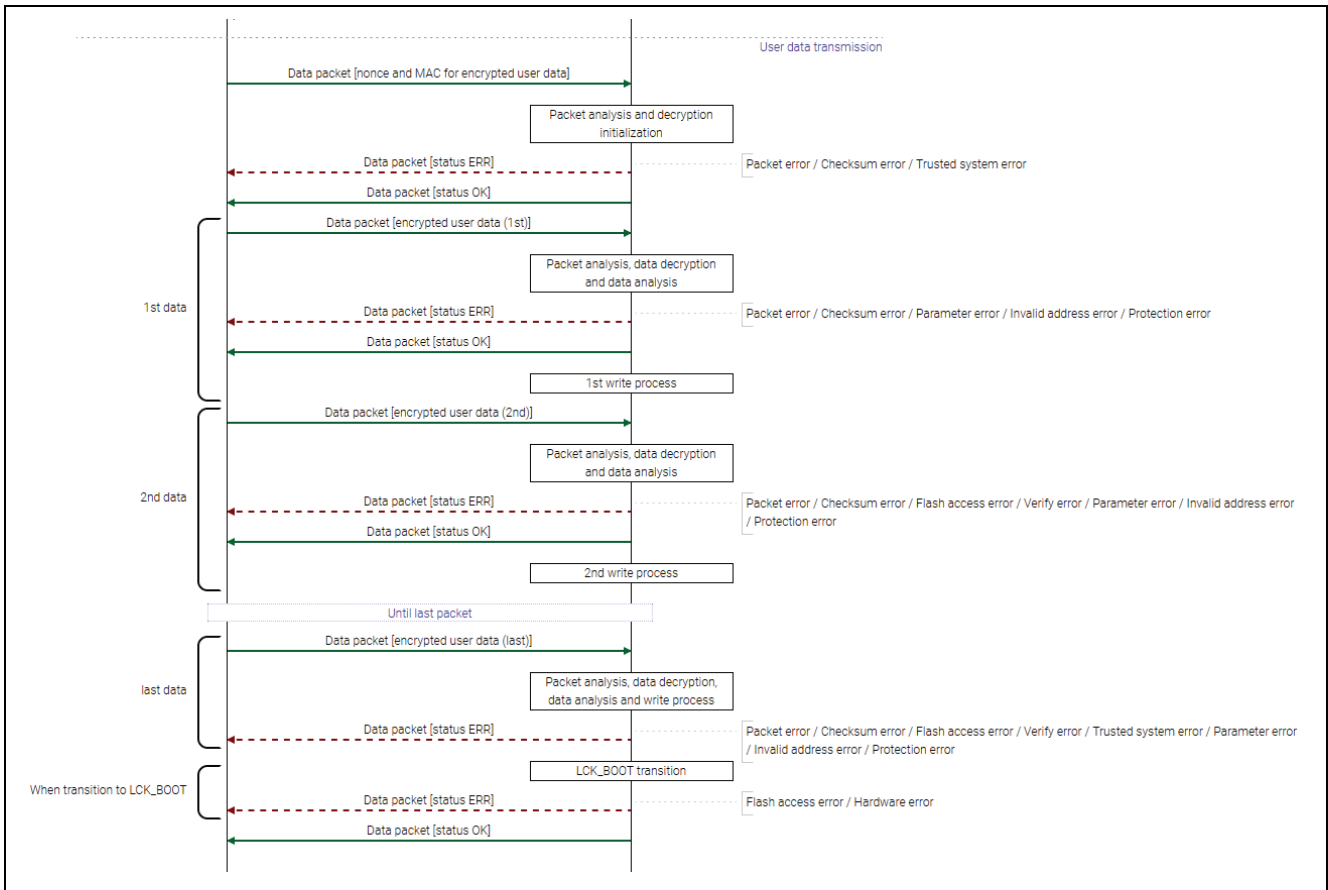 User data transmission
Data packet [nonce and MAC for encrypted user data]
Packet analysis and decryption
initialization
Data packet [status ERR]
Packet error / Checksum error / Trusted system error
Data packet [status OK]
Data packet [encrypted user data (1st)]
Packet analysis, data decryption
and data analysis
1st data
Data packet [status ERR]
Packet error / Checksum error / Parameter error / Invalid address error / Protection error
Data packet [status OK]
1st write process
Data packet [encrypted user data (2nd)]
Packet analysis, data decryption
and data analysis
2nd data
Data packet [status ERR]
Packet error / Checksum error / Flash access error / Verify error / Parameter error / Invalid address error
/ Protection error
Data packet [status OK]
2nd write process
Until last packet
Data packet [encrypted user data (last)]
Packet analysis, data decryption,
data analysis and write process
last data
Data packet [status ERR]
Packet error / Checksum error / Flash access error / Verify error / Trusted system error / Parameter error
/ Invalid address error / Protection error
LCK_BOOT transition
When transition to LCK_BOOT
Data packet [status ERR]
Flash access error / Hardware error
Data packet [status OK]